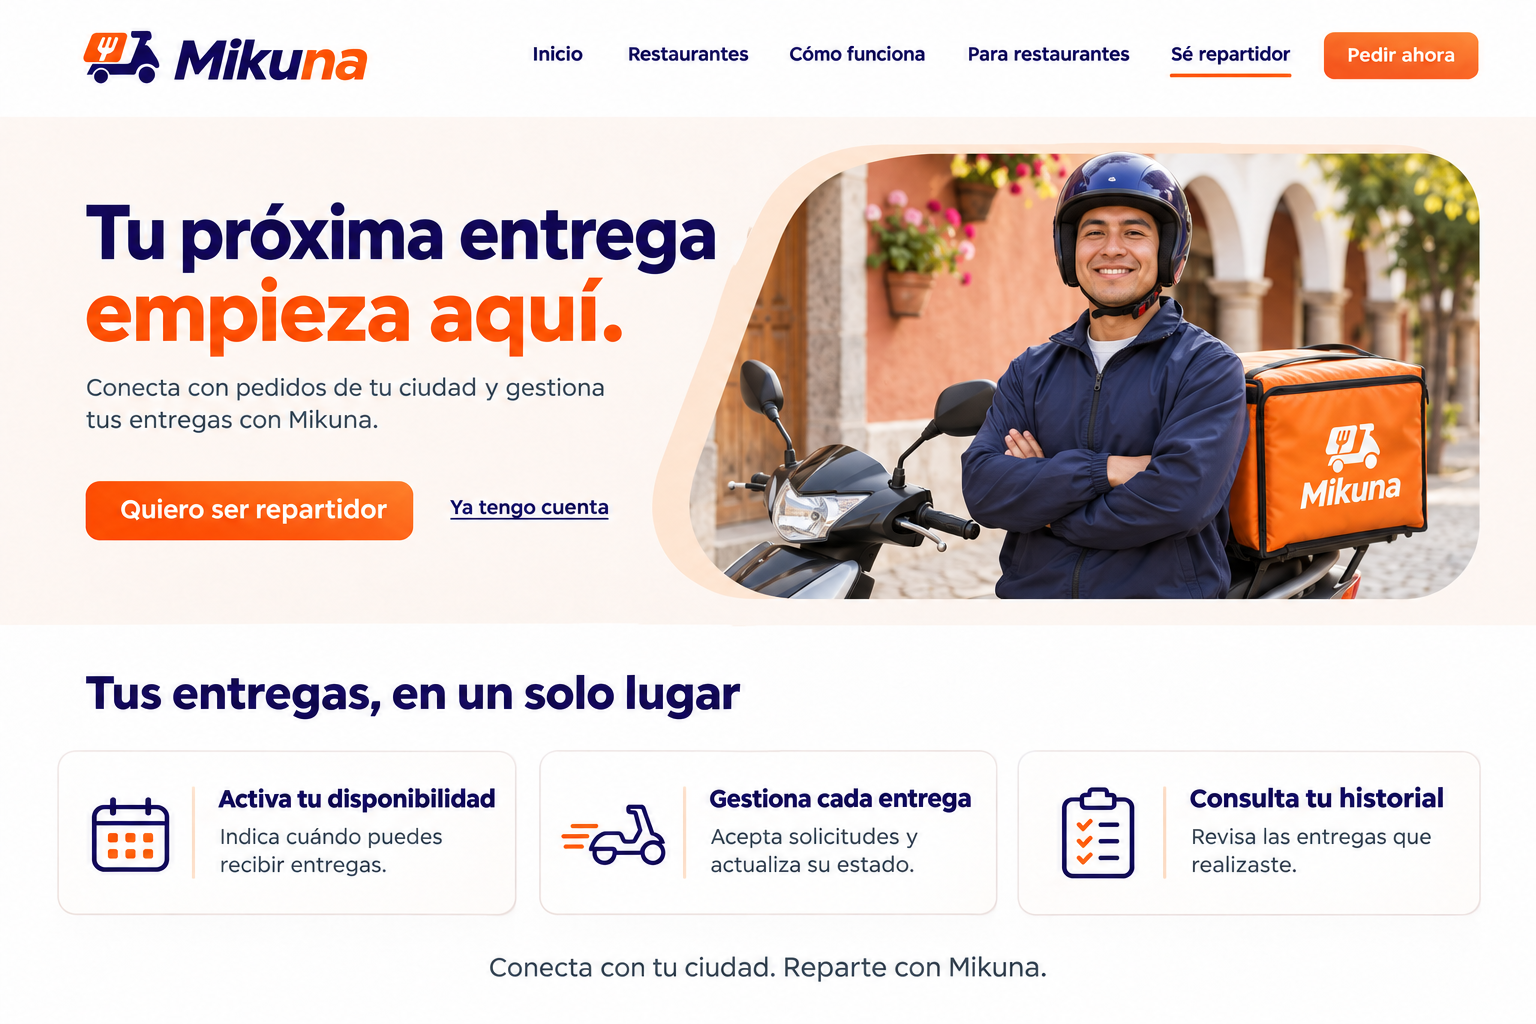 Mikuna
Inicio
Restaurantes
Cómo funciona
Para restaurantes
Sé repartidor
Pedir ahora
Tu próxima entrega
empieza aquí.
Conecta con pedidos de tu ciudad y gestiona
tus entregas con Mikuna.
Quiero ser repartidor
Ya tengo cuenta
Mikuna
Tus entregas, en un solo lugar
Activa tu disponibilidad
Indica cuándo puedes
recibir entregas.
Gestiona cada entrega
Acepta solicitudes y
actualiza su estado.
Consulta tu historial
Revisa las entregas que
realizaste.
Conecta con tu ciudad. Reparte con Mikuna.